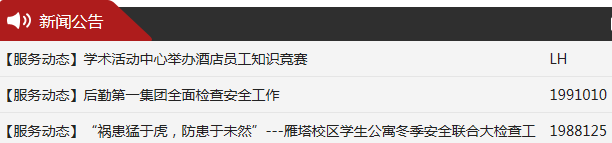 新闻公告
【服务动态】学术活动中心举办酒店员工知识竞赛 LH
【服务动态】后勤第一集团全面检查安全工作 1991010
【服务动态】“祸患猛于虎，防患于未然”---雁塔校区学生公寓冬季安全联合大检查工 1988125